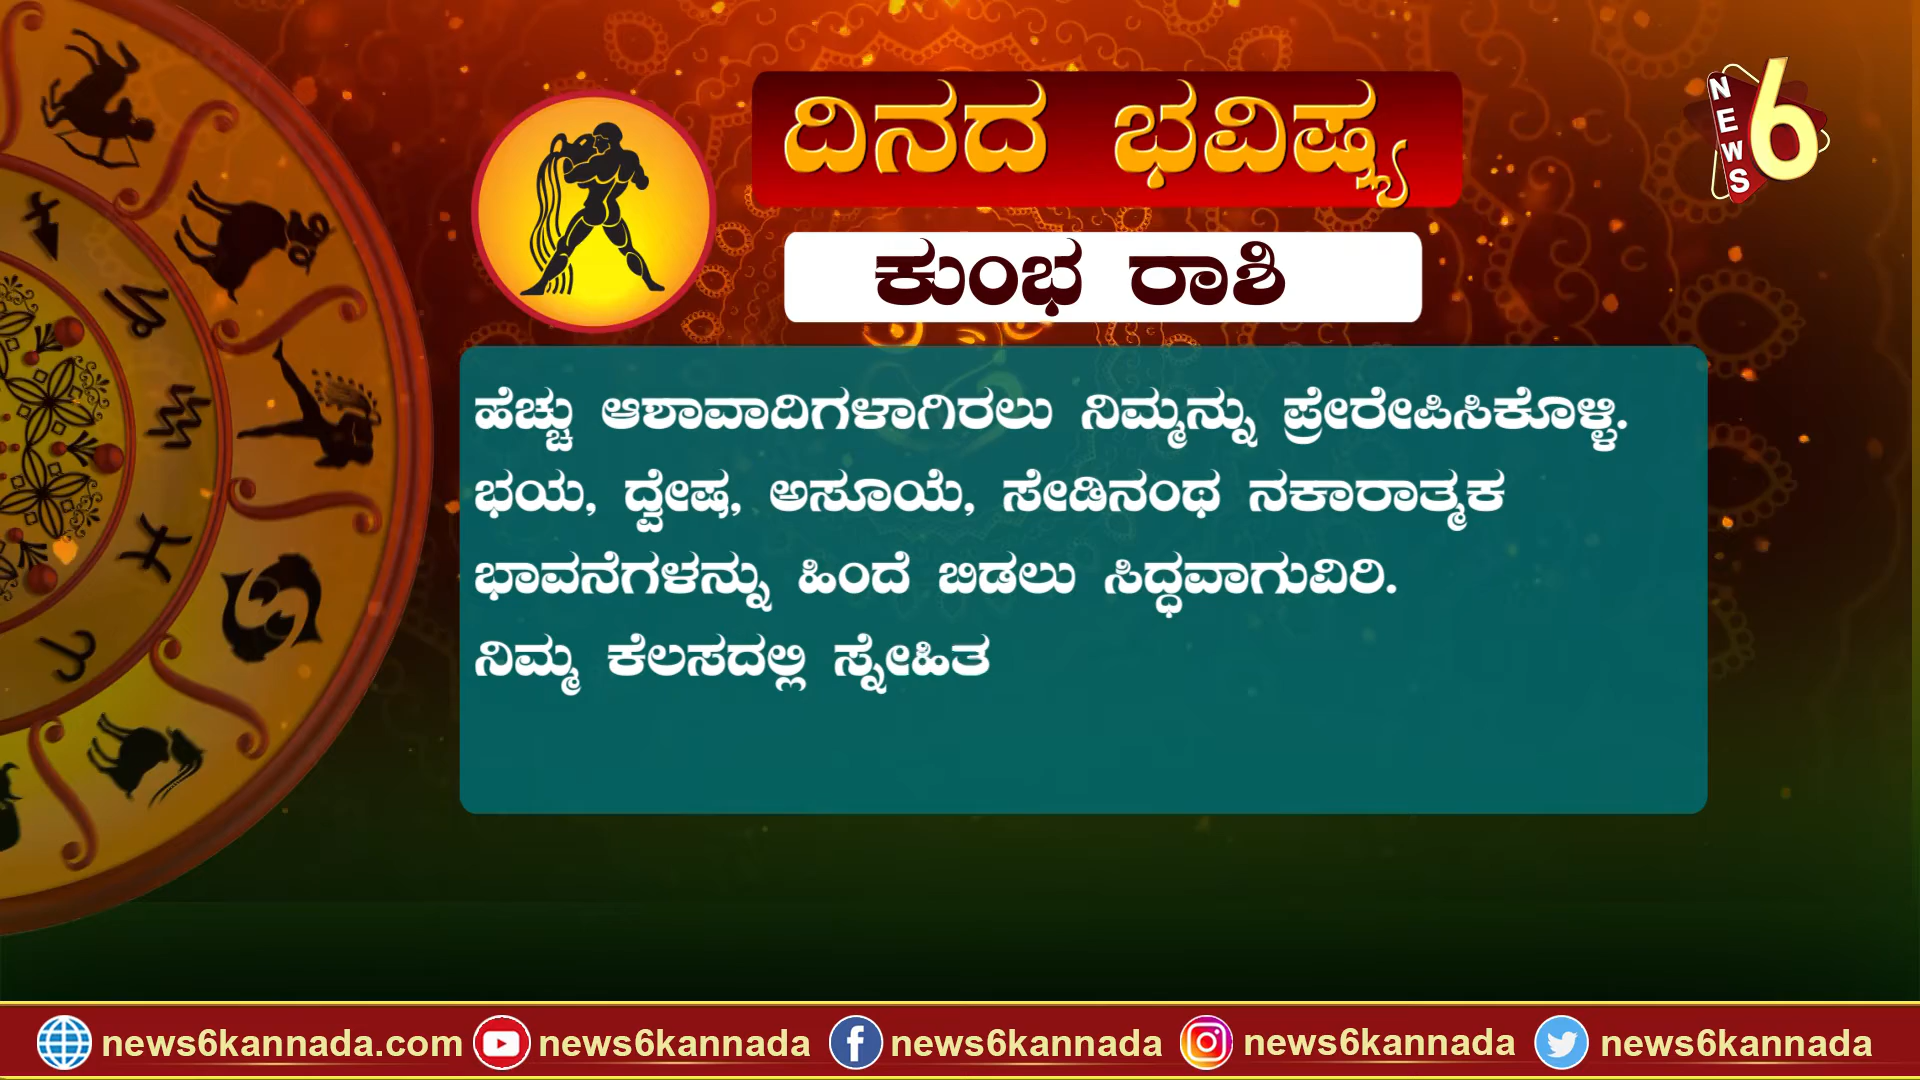 ದಿನದ ಭವಿಷ್ಯ
NEWS 6
ಕುಂಭ ರಾಶಿ
ಹೆಚ್ಚು ಆಶಾವಾದಿಗಳಾಗಿರಲು ನಿಮ್ಮನ್ನು ಪ್ರೇರೇಪಿಸಿಕೊಳ್ಳಿ.
ಭಯ, ದ್ವೇಷ, ಅಸೂಯೆ, ಸೇಡಿನಂಥ ನಕಾರಾತ್ಮಕ
ಭಾವನೆಗಳನ್ನು ಹಿಂದೆ ಬಿಡಲು ಸಿದ್ಧವಾಗುವಿರಿ.
ನಿಮ್ಮ ಕೆಲಸದಲ್ಲಿ ಸ್ನೇಹಿತ
news6kannada.com news6kannada news6kannada news6kannada news6kannada